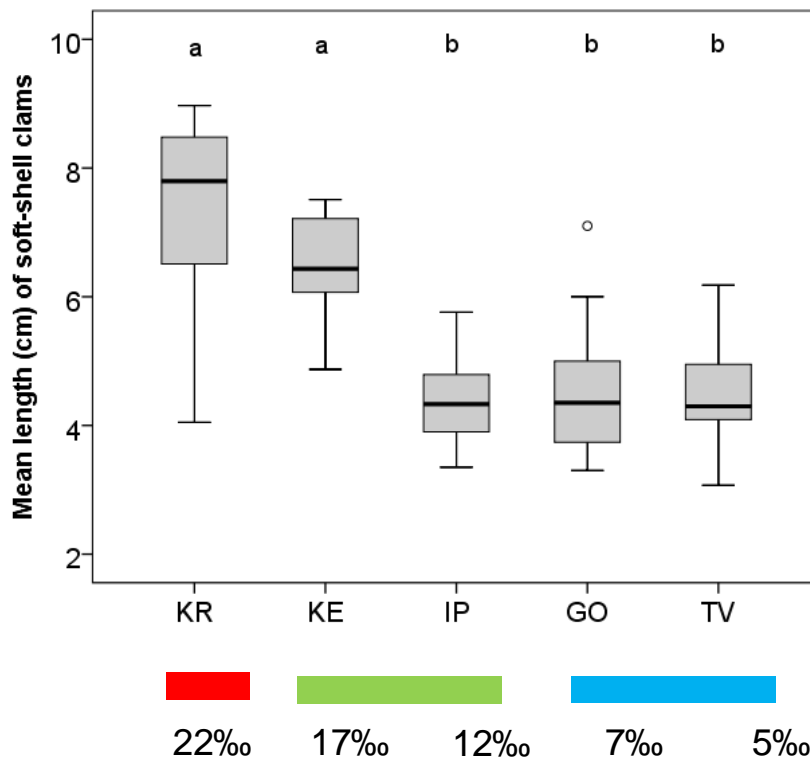 Mean length (cm) of soft-shell clams
10
8
6
4
2
a a b b b
KR KE IP GO TV
22‰ 17‰ 12‰ 7‰ 5‰